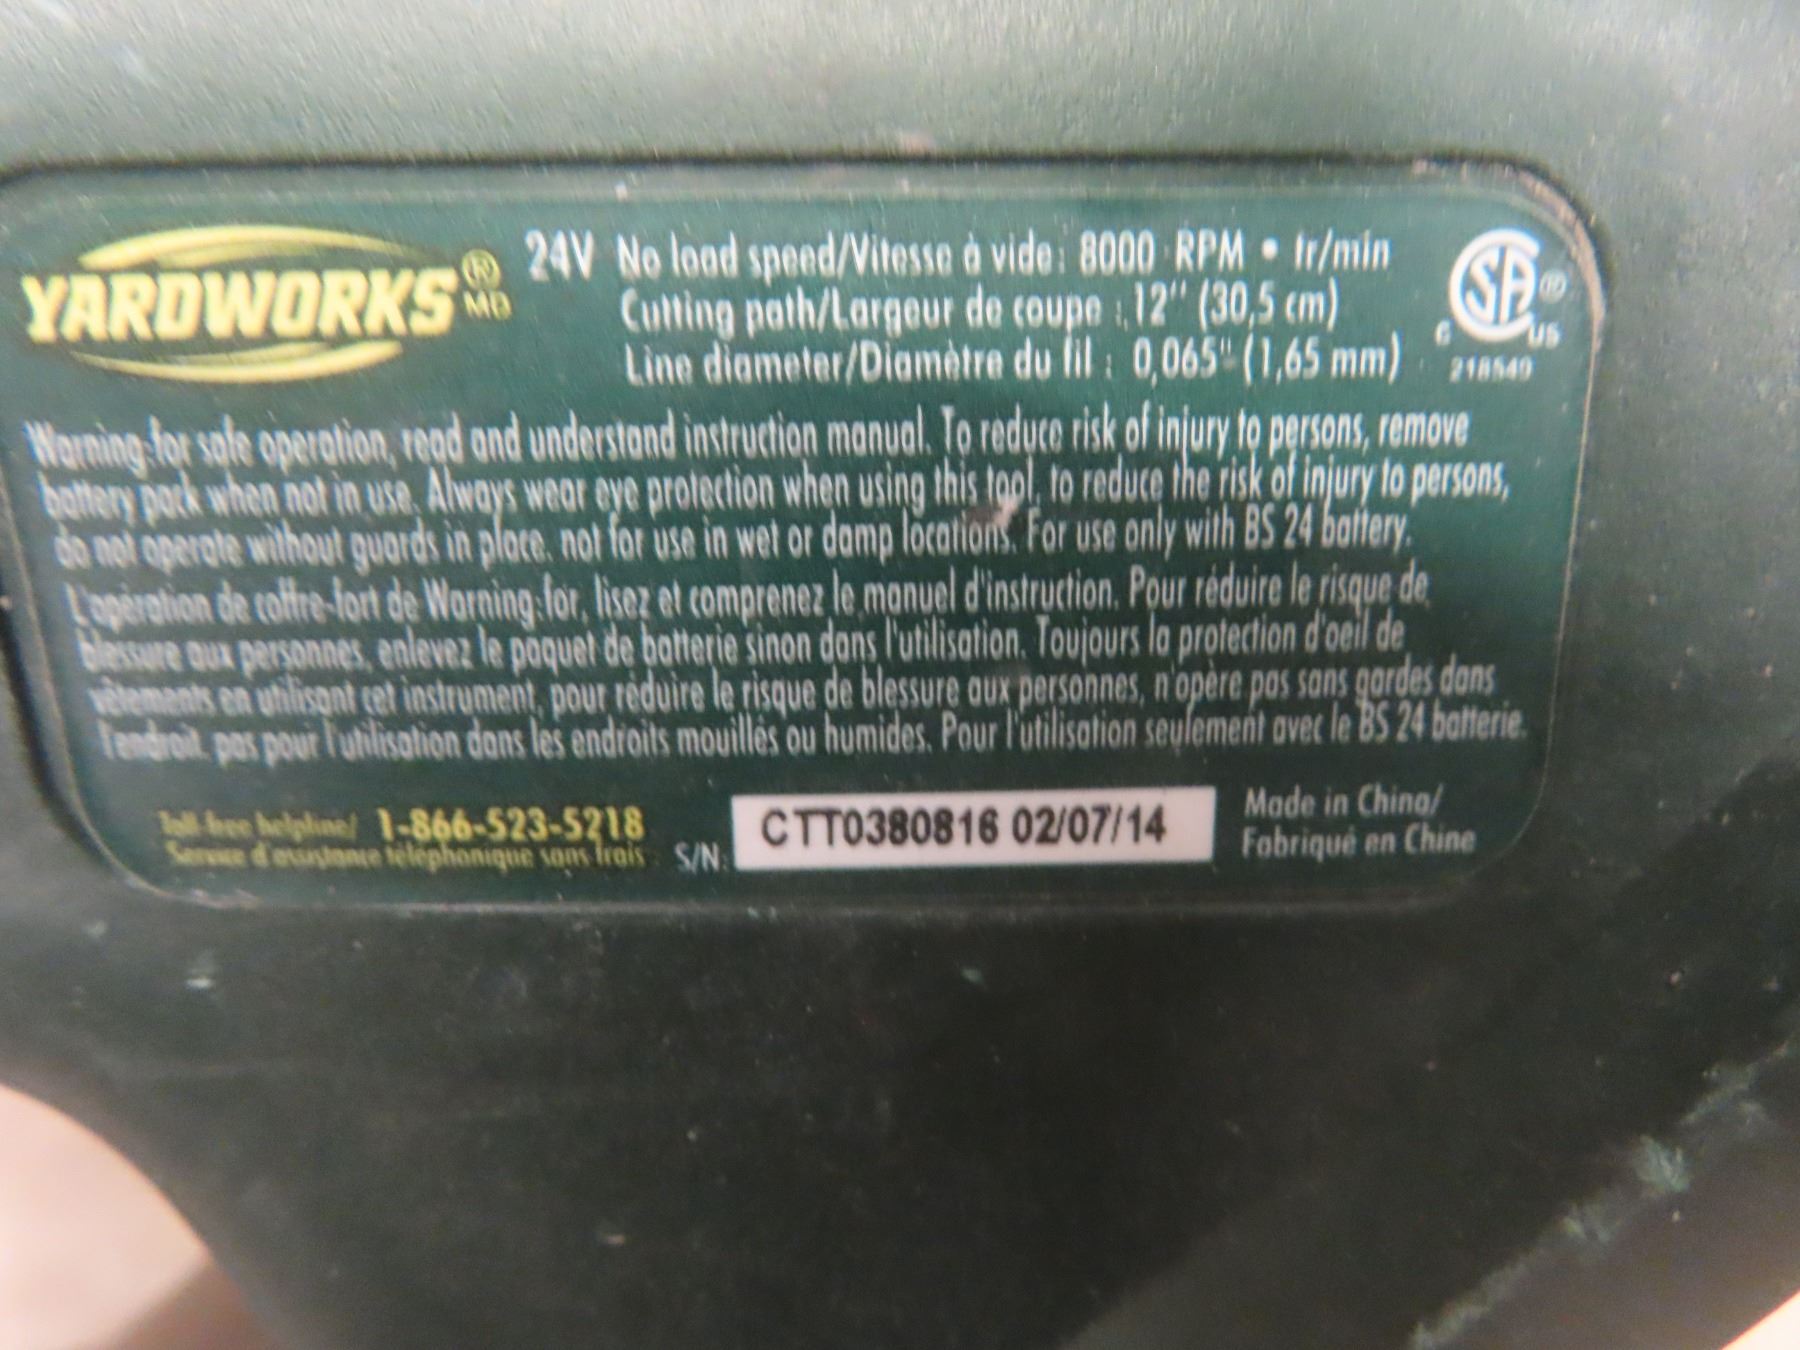 YARDWORKS® MD
24V No load speed/Vitesse à vide: 8000 RPM • tr/min
Cutting path/Largeur de coupe : 12" (30,5 cm)
Line diameter/Diamètre du fil : 0,065" (1,65 mm)
SA®
C US
218549
Warning:for safe operation, read and understand instruction manual. To reduce risk of injury to persons, remove
battery pack when not in use. Always wear eye protection when using this tool, to reduce the risk of injury to persons,
do not operate without guards in place. not for use in wet or damp locations. For use only with BS 24 battery.
L'opération de coffre-fort de Warning:for, lisez et comprenez le manuel d'instruction. Pour réduire le risque de
blessure aux personnes, enlevez le paquet de batterie sinon dans l'utilisation. Toujours la protection d'oeil de
vêtements en utilisant cet instrument, pour réduire le risque de blessure aux personnes, n'opère pas sans gardes dans
l'endroit. pas pour l'utilisation dans les endroits mouillés ou humides. Pour l'utilisation seulement avec le BS 24 batterie.
Toll-free helpline/ 1-866-523-5218
Service d'assistance téléphonique sans frais
S/N: CTT0380816 02/07/14
Made in China/
Fabriqué en Chine